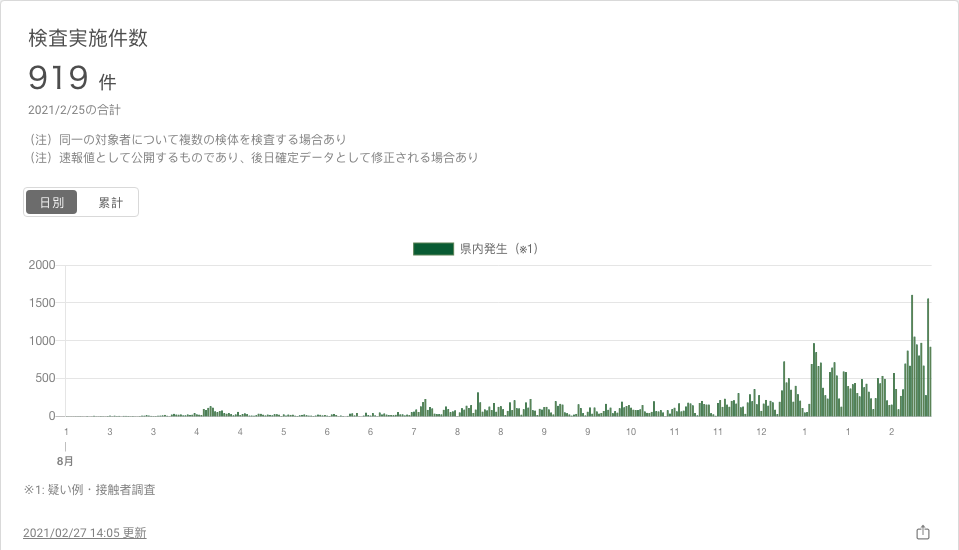 検査実施件数
919 件
2021/2/25の合計
（注）同一の対象者について複数の検体を検査する場合あり
（注）速報値として公開するものであり、後日確定データとして修正される場合あり
日別 累計
県内発生（※1）
2000
1500
1000
500
0
1 3 3 4 4 5 6 6 7 8 8 9 9 10 11 11 12 1 1 2
8月
※1: 疑い例・接触者調査
2021/02/27 14:05 更新